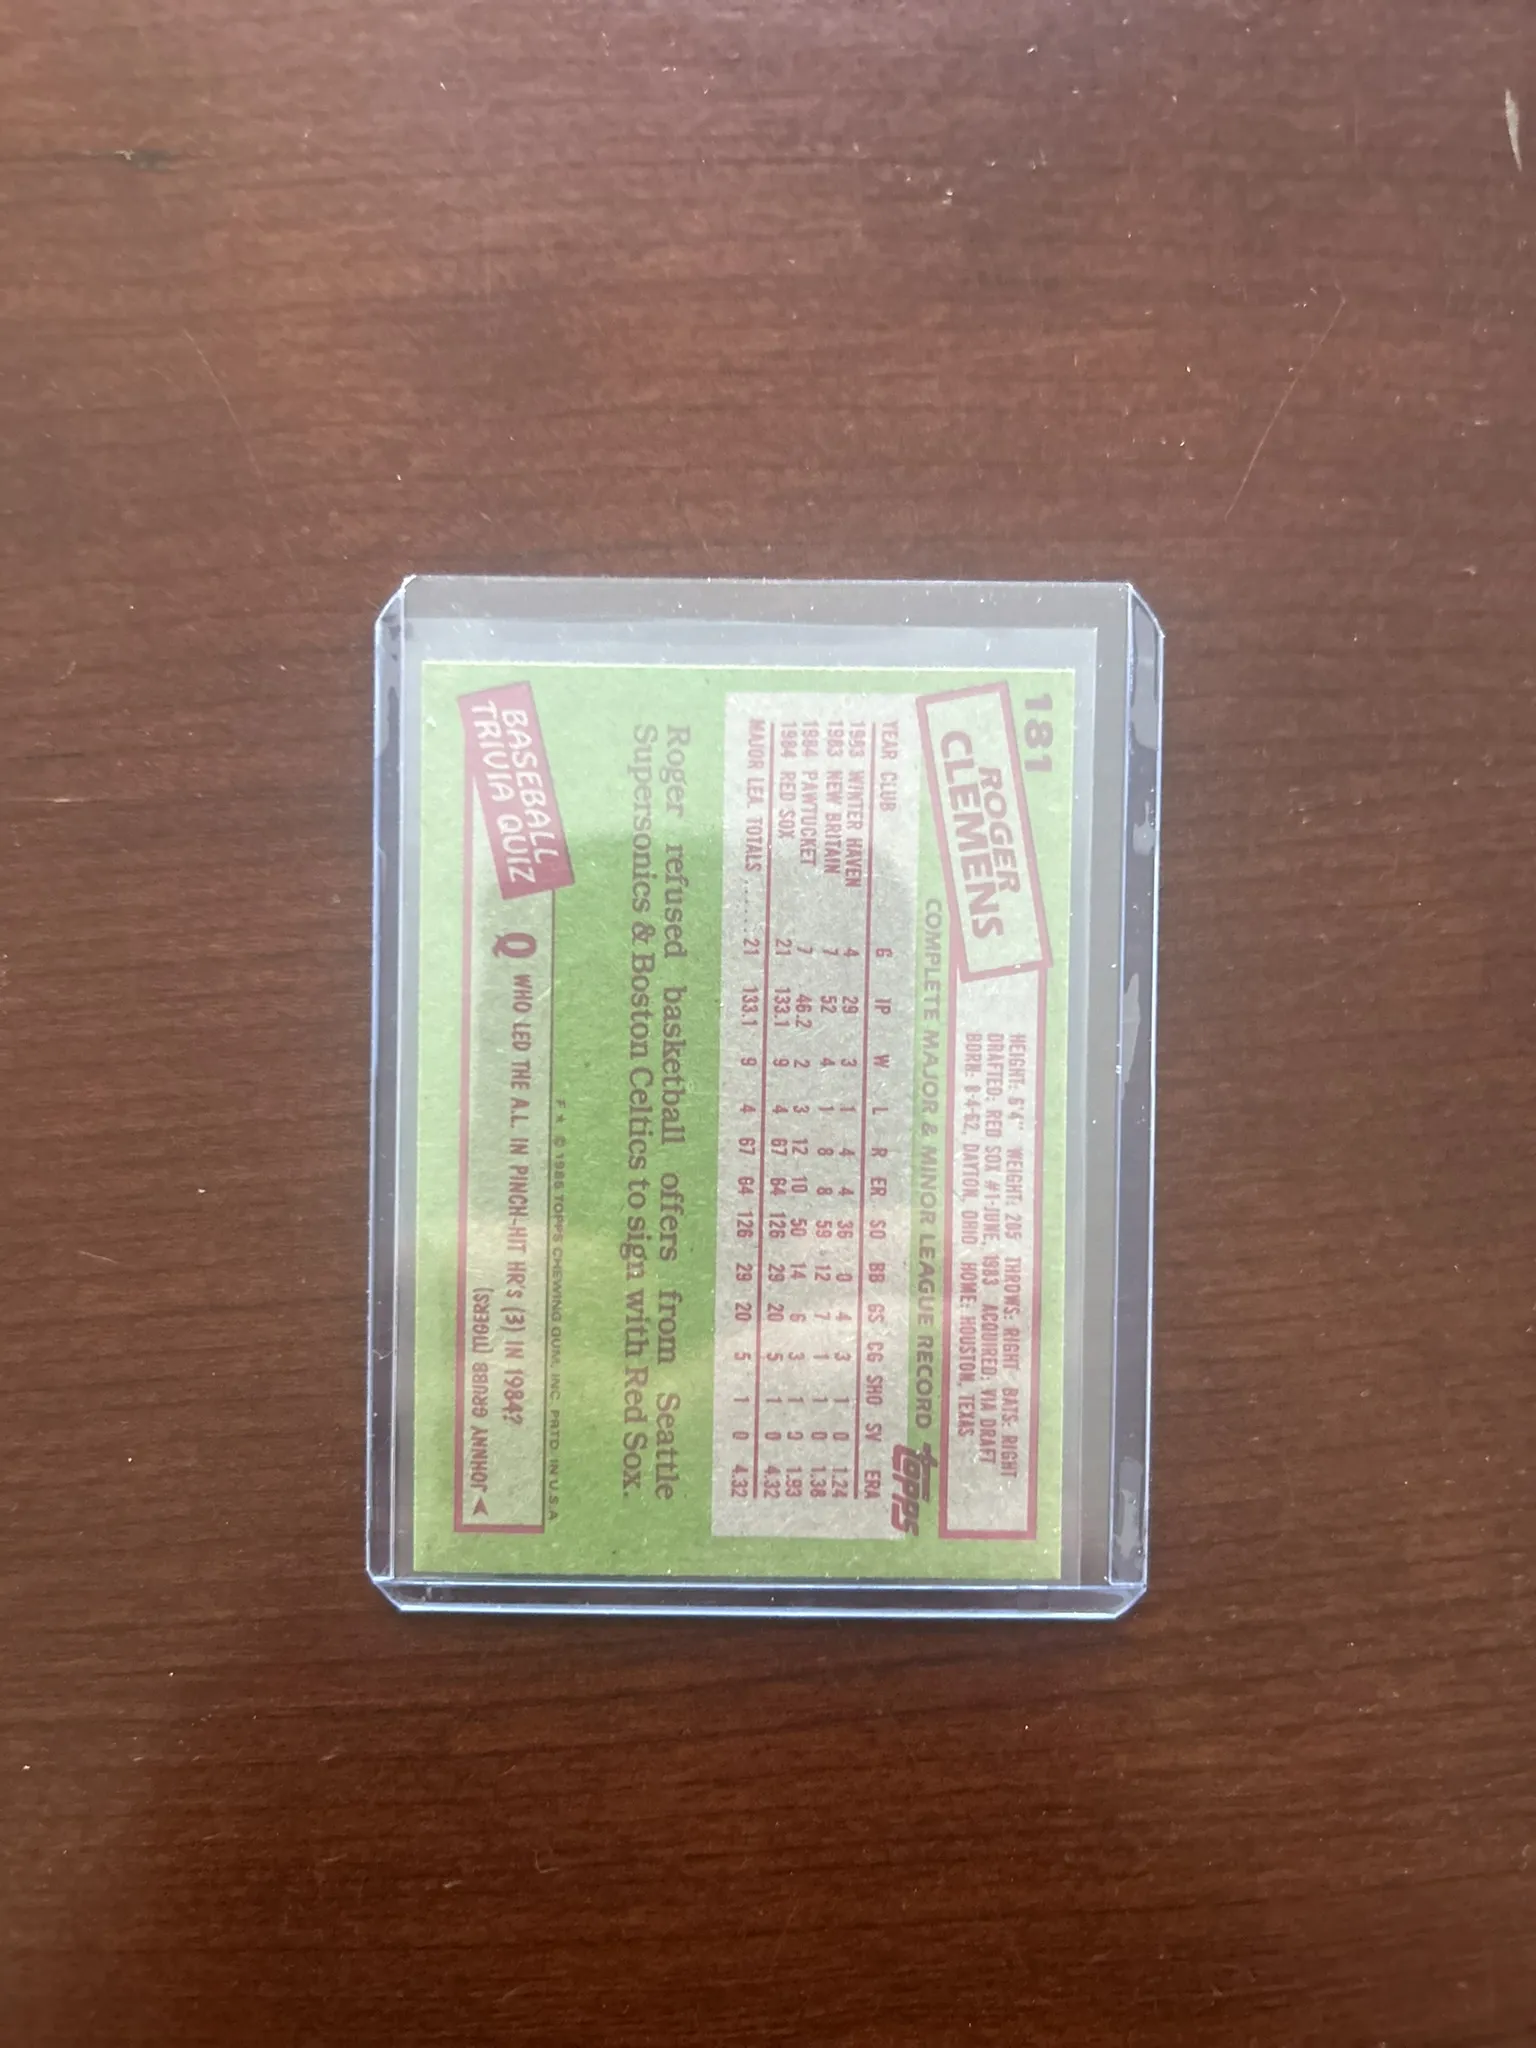 181
ROGER
CLEMENS
HEIGHT: 6'4" WEIGHT: 205 THROWS: RIGHT BATS: RIGHT
DRAFTED: RED SOX #1-JUNE, 1983 ACQUIRED: VIA DRAFT
BORN: 8-4-62, DAYTON, OHIO HOME: HOUSTON, TEXAS
COMPLETE MAJOR & MINOR LEAGUE RECORD
topps
YEAR CLUB G IP W L R ER SO BB GS CG SHO SV ERA
1983 WINTER HAVEN 4 29 3 1 4 4 36 0 4 3 1 0 1.24
1983 NEW BRITAIN 7 52 4 1 8 8 59 12 7 1 1 0 1.38
1984 PAWTUCKET 7 46.2 2 3 12 10 50 14 6 3 1 0 1.93
1984 RED SOX 21 133.1 9 4 67 64 126 29 20 5 1 0 4.32
MAJOR LEA. TOTALS ...... 21 133.1 9 4 67 64 126 29 20 5 1 0 4.32
Roger refused basketball offers from Seattle
Supersonics & Boston Celtics to sign with Red Sox.
F * © 1985 TOPPS CHEWING GUM, INC. PRTD. IN U.S.A.
BASEBALL
TRIVIA QUIZ
Q WHO LED THE A.L. IN PINCH-HIT HR's (3) IN 1984?
JOHNNY GRUBB [TIGERS]